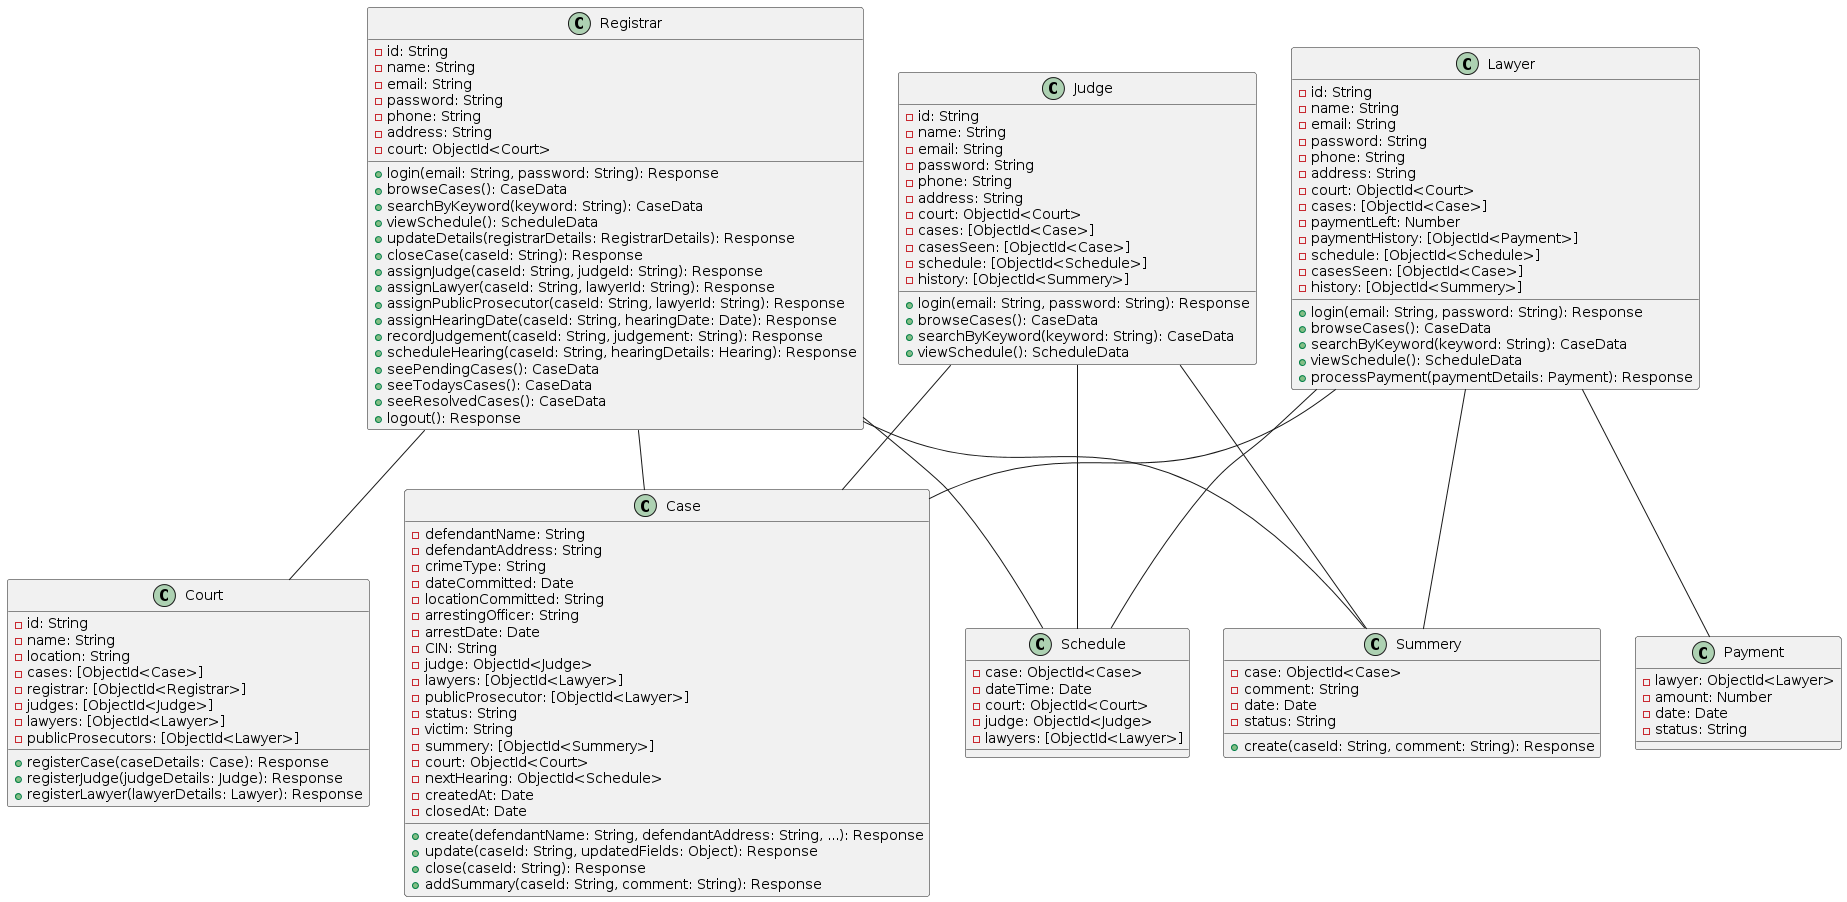 C Registrar
id: String
name: String
email: String
password: String
phone: String
address: String
court: ObjectId<Court>
login(email: String, password: String): Response
browseCases(): CaseData
searchByKeyword(keyword: String): CaseData
viewSchedule(): ScheduleData
updateDetails(registrarDetails: RegistrarDetails): Response
closeCase(caseId: String): Response
assignJudge(caseId: String, judgeId: String): Response
assignLawyer(caseId: String, lawyerId: String): Response
assignPublicProsecutor(caseId: String, lawyerId: String): Response
assignHearingDate(caseId: String, hearingDate: Date): Response
recordJudgement(caseId: String, judgement: String): Response
scheduleHearing(caseId: String, hearingDetails: Hearing): Response
seePendingCases(): CaseData
seeTodaysCases(): CaseData
seeResolvedCases(): CaseData
logout(): Response
C Judge
id: String
name: String
email: String
password: String
phone: String
address: String
court: ObjectId<Court>
cases: [ObjectId<Case>]
casesSeen: [ObjectId<Case>]
schedule: [ObjectId<Schedule>]
history: [ObjectId<Summery>]
login(email: String, password: String): Response
browseCases(): CaseData
searchByKeyword(keyword: String): CaseData
viewSchedule(): ScheduleData
C Lawyer
id: String
name: String
email: String
password: String
phone: String
address: String
court: ObjectId<Court>
cases: [ObjectId<Case>]
paymentLeft: Number
paymentHistory: [ObjectId<Payment>]
schedule: [ObjectId<Schedule>]
casesSeen: [ObjectId<Case>]
history: [ObjectId<Summery>]
login(email: String, password: String): Response
browseCases(): CaseData
searchByKeyword(keyword: String): CaseData
viewSchedule(): ScheduleData
processPayment(paymentDetails: Payment): Response
C Court
id: String
name: String
location: String
cases: [ObjectId<Case>]
registrar: [ObjectId<Registrar>]
judges: [ObjectId<Judge>]
lawyers: [ObjectId<Lawyer>]
publicProsecutors: [ObjectId<Lawyer>]
registerCase(caseDetails: Case): Response
registerJudge(judgeDetails: Judge): Response
registerLawyer(lawyerDetails: Lawyer): Response
C Case
defendantName: String
defendantAddress: String
crimeType: String
dateCommitted: Date
locationCommitted: String
arrestingOfficer: String
arrestDate: Date
CIN: String
judge: ObjectId<Judge>
lawyers: [ObjectId<Lawyer>]
publicProsecutor: [ObjectId<Lawyer>]
status: String
victim: String
summery: [ObjectId<Summery>]
court: ObjectId<Court>
nextHearing: ObjectId<Schedule>
createdAt: Date
closedAt: Date
create(defendantName: String, defendantAddress: String, ...): Response
update(caseId: String, updatedFields: Object): Response
close(caseId: String): Response
addSummary(caseId: String, comment: String): Response
C Schedule
case: ObjectId<Case>
dateTime: Date
court: ObjectId<Court>
judge: ObjectId<Judge>
lawyers: [ObjectId<Lawyer>]
C Summery
case: ObjectId<Case>
comment: String
date: Date
status: String
create(caseId: String, comment: String): Response
C Payment
lawyer: ObjectId<Lawyer>
amount: Number
date: Date
status: String